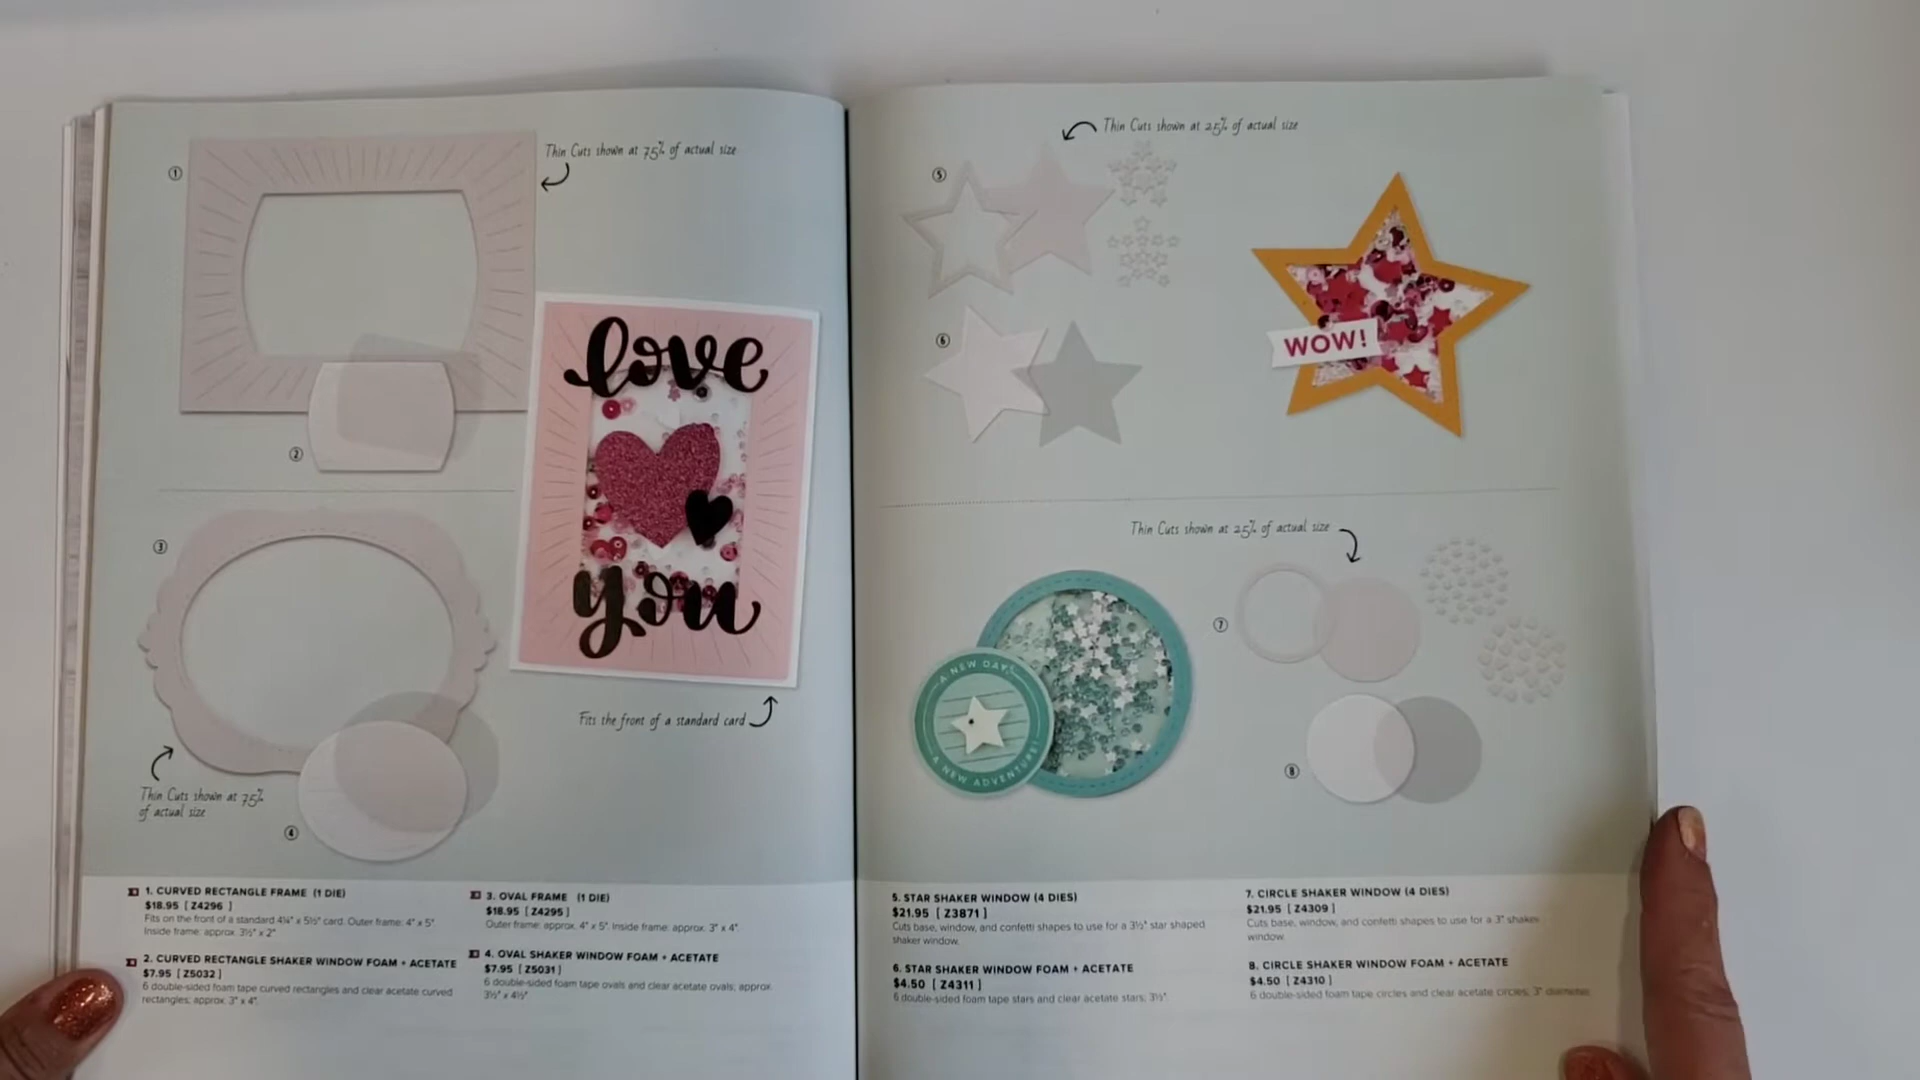 ①
Thin Cuts shown at 75% of actual size
②
love
you
Fits the front of a standard card
③
Thin Cuts shown at 75%
of actual size
④
1. CURVED RECTANGLE FRAME (1 DIE)
$18.95 [ Z4296 ]
Fits on the front of a standard 4¼" x 5½" card. Outer frame: 4" x 5"
Inside frame: approx. 3½" x 2"
2. CURVED RECTANGLE SHAKER WINDOW FOAM + ACETATE
$7.95 [ Z5032 ]
6 double-sided foam tape curved rectangles and clear acetate curved
rectangles; approx. 3" x 4".
3. OVAL FRAME (1 DIE)
$18.95 [ Z4295 ]
Outer frame: approx. 4" x 5". Inside frame: approx. 3" x 4".
4. OVAL SHAKER WINDOW FOAM + ACETATE
$7.95 [ Z5031 ]
6 double-sided foam tape ovals and clear acetate ovals; approx.
3½" x 4½"
Thin Cuts shown at 25% of actual size
⑤
⑥
WOW!
Thin Cuts shown at 25% of actual size
⑦
A NEW DAY,
A NEW ADVENTURE!
⑧
5. STAR SHAKER WINDOW (4 DIES)
$21.95 [ Z3871 ]
Cuts base, window, and confetti shapes to use for a 3½" star shaped
shaker window.
6. STAR SHAKER WINDOW FOAM + ACETATE
$4.50 [ Z4311 ]
6 double-sided foam tape stars and clear acetate stars; 3½"
7. CIRCLE SHAKER WINDOW (4 DIES)
$21.95 [ Z4309 ]
Cuts base, window, and confetti shapes to use for a 3" shaker
window.
8. CIRCLE SHAKER WINDOW FOAM + ACETATE
$4.50 [ Z4310 ]
6 double-sided foam tape circles and clear acetate circles; 3" diameter.